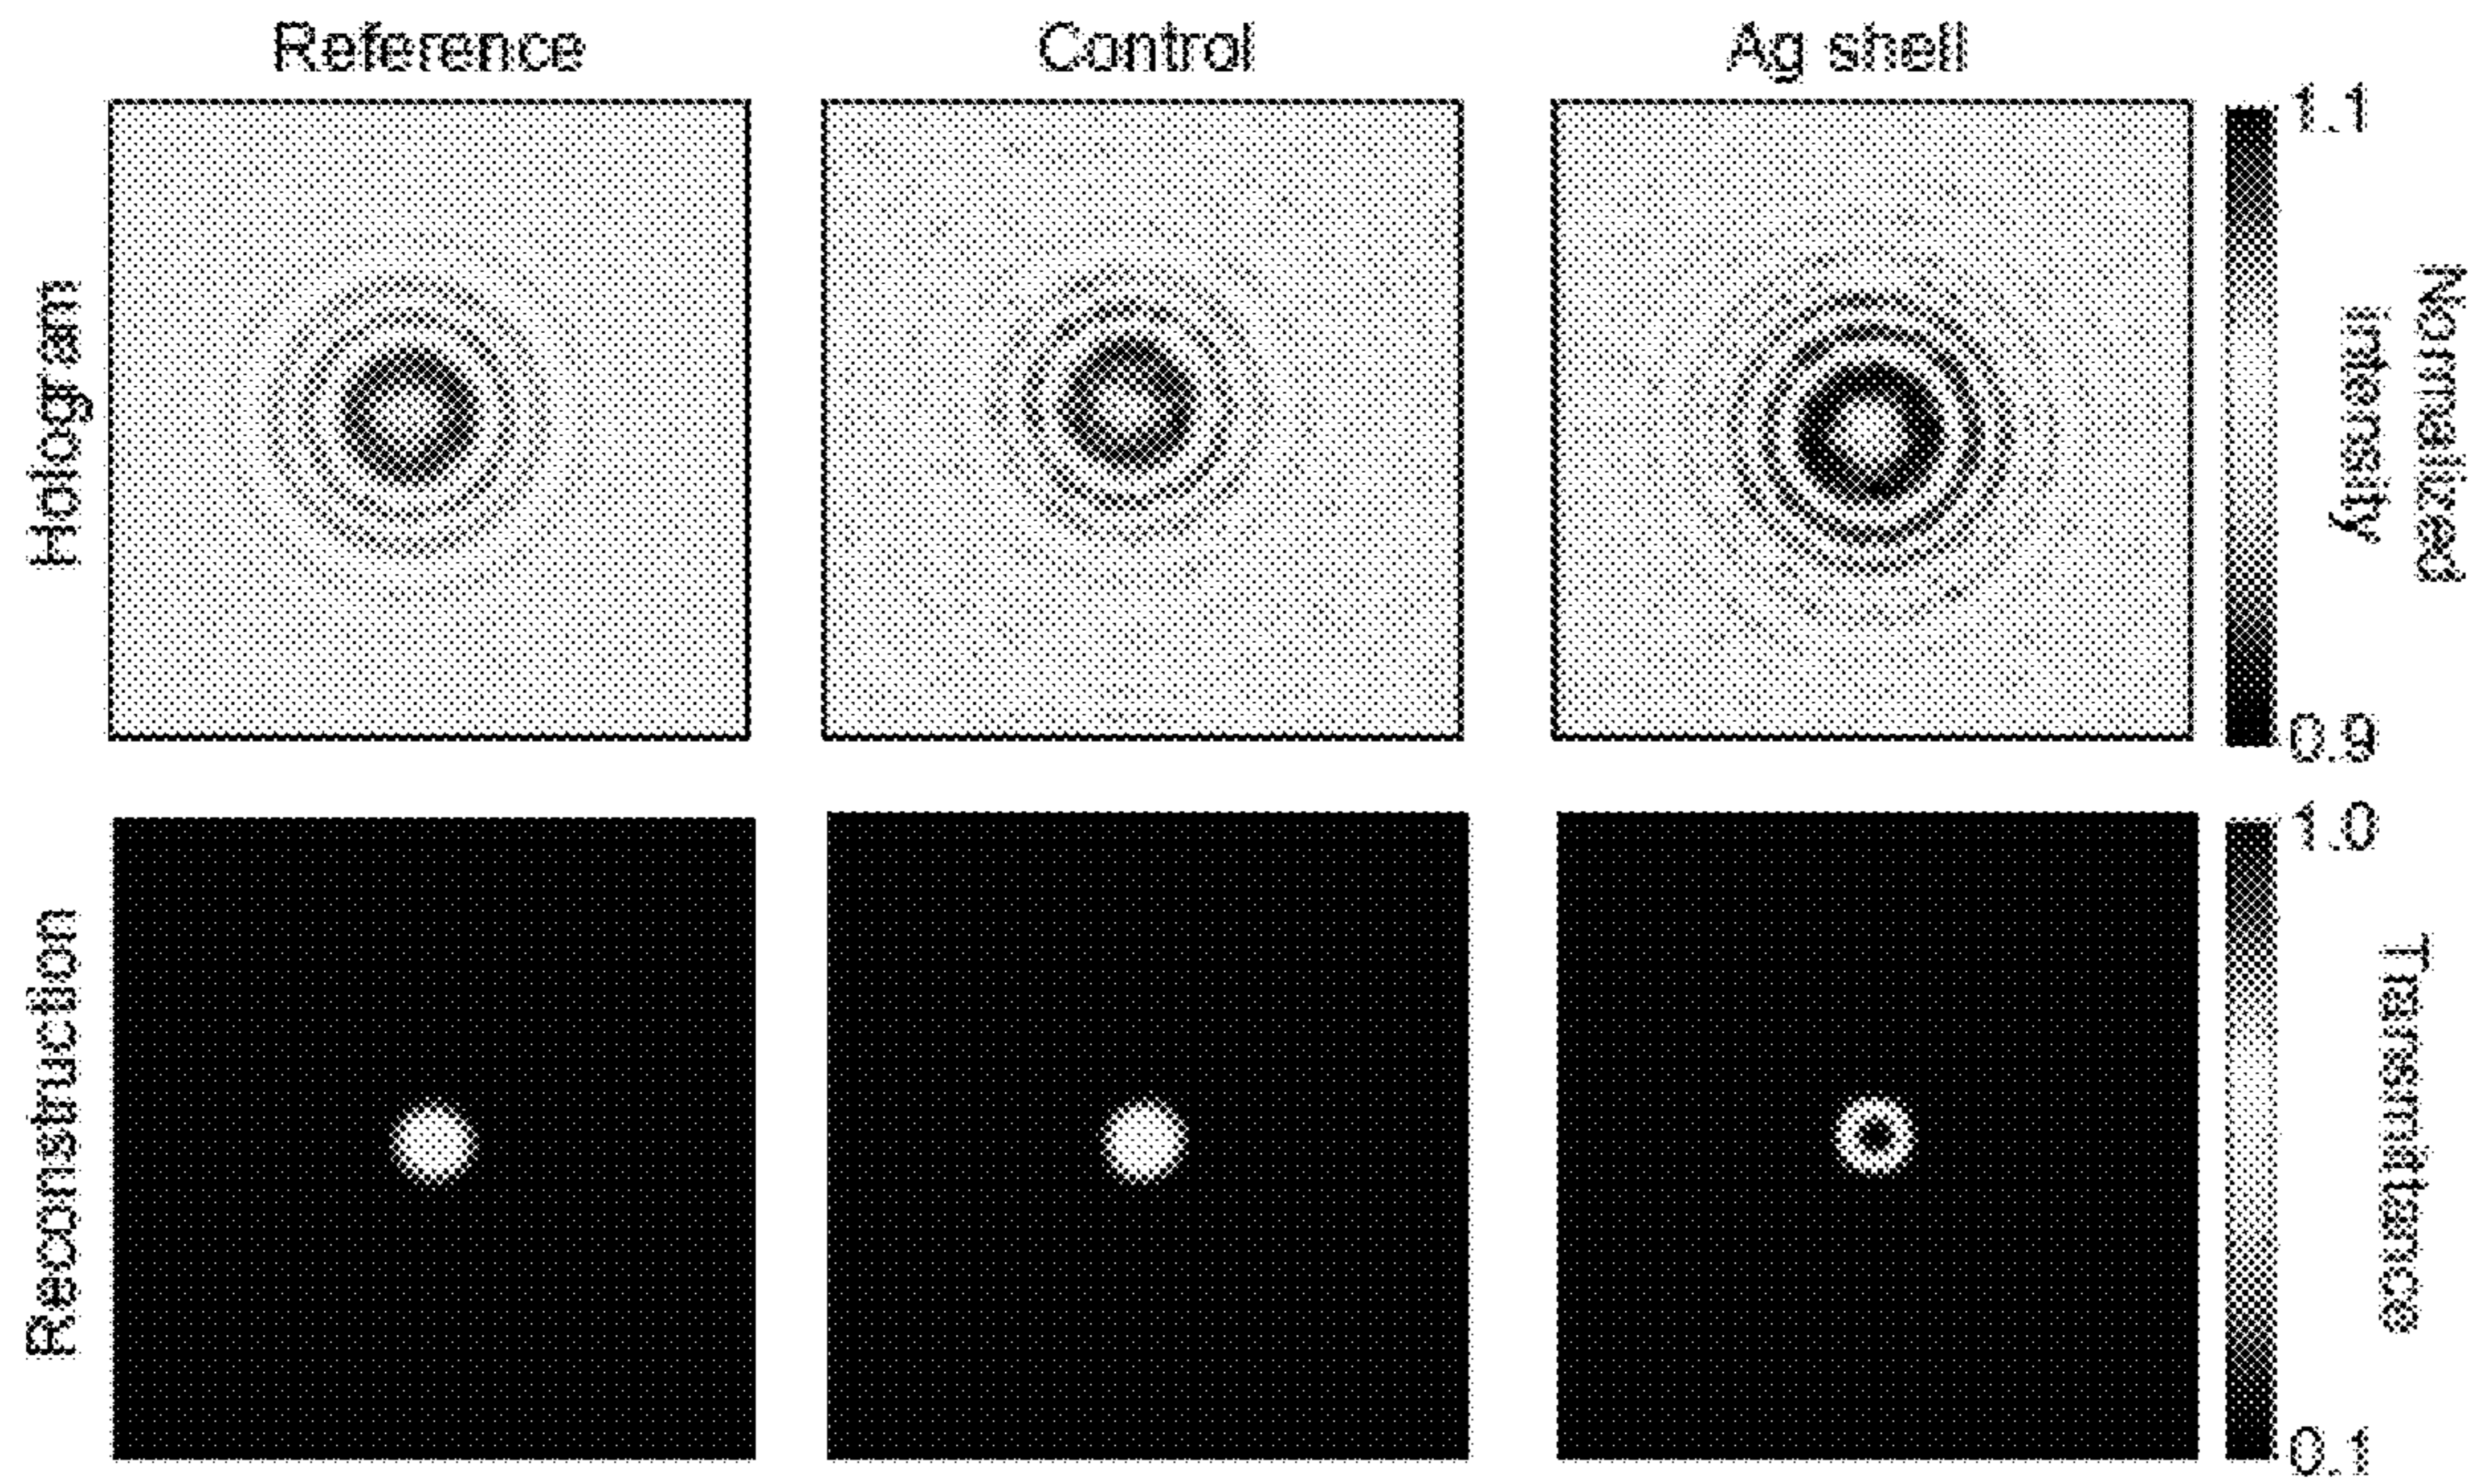 Reference
Control
Ag shell
Hologram
1.1
0.9
Normalized
intensity
Reconstruction
1.0
0.1
Transmittance